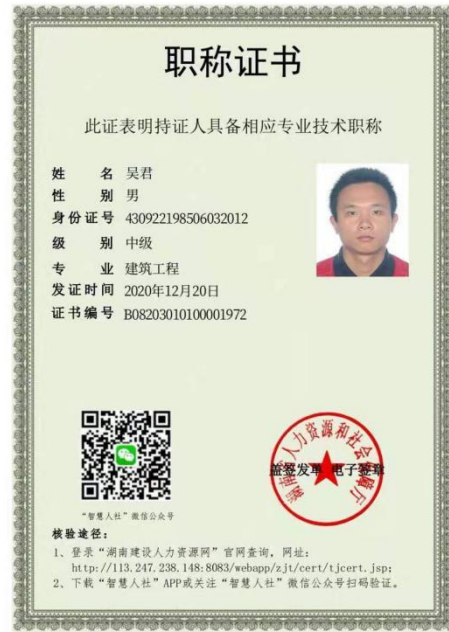 职称证书
此证表明持证人具备相应专业技术职称
姓 名 吴君
性 别 男
身份证号 430922198506032012
级 别 中级
专 业 建筑工程
发证时间 2020年12月20日
证书编号 B08203010100001972
湖南省人力资源和社会保障厅
盖签发单 电子签章
“智慧人社”微信公众号
核验途径：
1、登录“湖南建设人力资源网”官网查询，网址：
http://113.247.238.148:8083/webapp/zjt/cert/tjcert.jsp;
2、下载“智慧人社”APP或关注“智慧人社”微信公众号扫码验证。